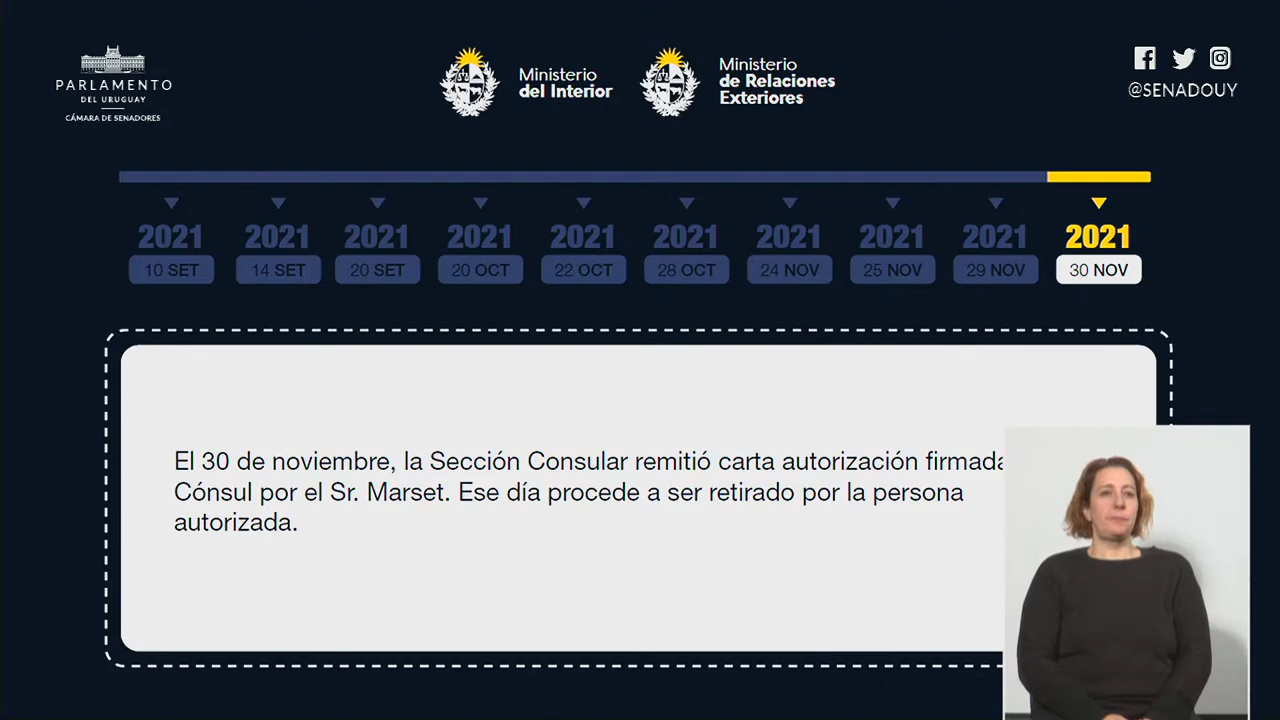 PARLAMENTO
DEL URUGUAY
CÁMARA DE SENADORES
Ministerio
del Interior
Ministerio
de Relaciones
Exteriores
@SENADOUY
2021 2021 2021 2021 2021 2021 2021 2021 2021 2021
10 SET 14 SET 20 SET 20 OCT 22 OCT 28 OCT 24 NOV 25 NOV 29 NOV 30 NOV
El 30 de noviembre, la Sección Consular remitió carta autorización firmada
Cónsul por el Sr. Marset. Ese día procede a ser retirado por la persona
autorizada.